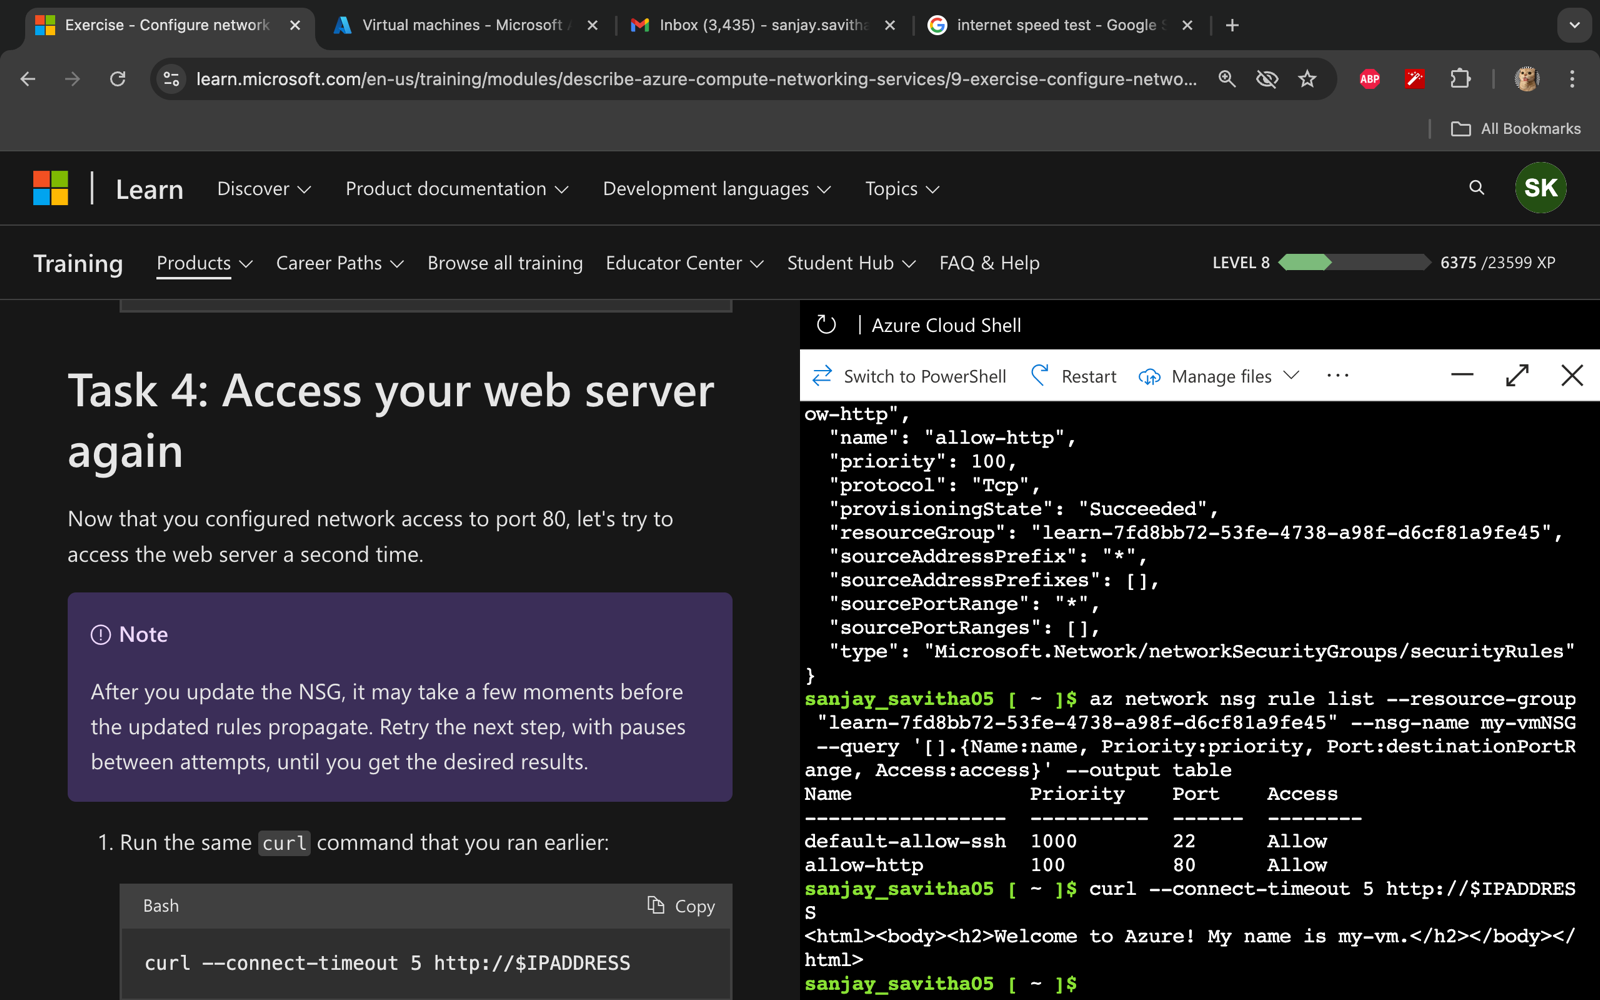 Exercise - Configure network
Virtual machines - Microsoft
Inbox (3,435) - sanjay.savitha
internet speed test - Google
learn.microsoft.com/en-us/training/modules/describe-azure-compute-networking-services/9-exercise-configure-netwo...
ABP
All Bookmarks
Learn
Discover
Product documentation
Development languages
Topics
SK
Training
Products
Career Paths
Browse all training
Educator Center
Student Hub
FAQ & Help
LEVEL 8
6375 /23599 XP
Task 4: Access your web server
again
Now that you configured network access to port 80, let's try to
access the web server a second time.
Note
After you update the NSG, it may take a few moments before
the updated rules propagate. Retry the next step, with pauses
between attempts, until you get the desired results.
1. Run the same curl command that you ran earlier:
Bash
Copy
curl --connect-timeout 5 http://$IPADDRESS
Azure Cloud Shell
Switch to PowerShell
Restart
Manage files
ow-http",
"name": "allow-http",
"priority": 100,
"protocol": "Tcp",
"provisioningState": "Succeeded",
"resourceGroup": "learn-7fd8bb72-53fe-4738-a98f-d6cf81a9fe45",
"sourceAddressPrefix": "*",
"sourceAddressPrefixes": [],
"sourcePortRange": "*",
"sourcePortRanges": [],
"type": "Microsoft.Network/networkSecurityGroups/securityRules"
}
sanjay_savitha05 [ ~ ]$ az network nsg rule list --resource-group
"learn-7fd8bb72-53fe-4738-a98f-d6cf81a9fe45" --nsg-name my-vmNSG
--query '[].{Name:name, Priority:priority, Port:destinationPortR
ange, Access:access}' --output table
Name Priority Port Access
----------------- ---------- ------ --------
default-allow-ssh 1000 22 Allow
allow-http 100 80 Allow
sanjay_savitha05 [ ~ ]$ curl --connect-timeout 5 http://$IPADDRES
S
<html><body><h2>Welcome to Azure! My name is my-vm.</h2></body></
html>
sanjay_savitha05 [ ~ ]$